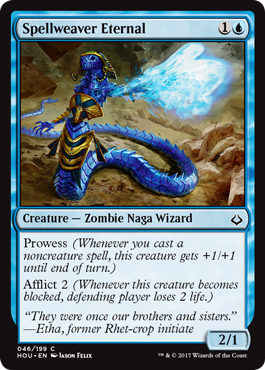 Spellweaver Eternal 1
Creature — Zombie Naga Wizard
Prowess (Whenever you cast a
noncreature spell, this creature gets +1/+1
until end of turn.)
Afflict 2 (Whenever this creature becomes
blocked, defending player loses 2 life.)
“They were once our brothers and sisters.”
—Etha, former Rhet-crop initiate
2/1
046/199 C
HOU • EN Jason Felix
™ & © 2017 Wizards of the Coast